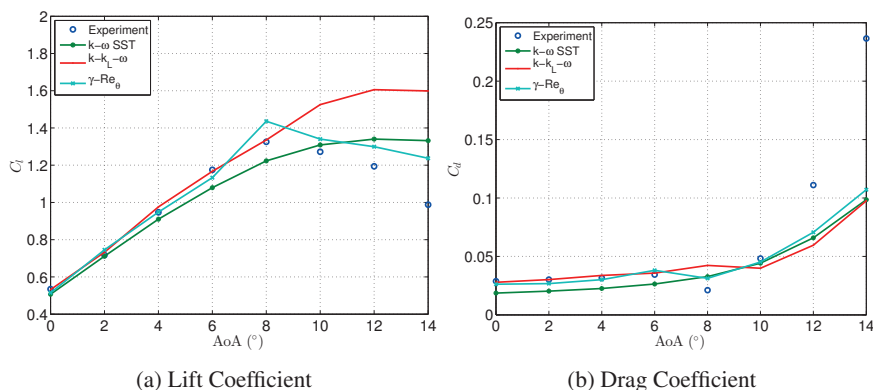 2
1.8
1.6
1.4
1.2
1
0.8
0.6
0.4
C_l
Experiment
k−ω SST
k−k_L−ω
γ−Re_θ
0 2 4 6 8 10 12 14
AoA (°)
(a) Lift Coefficient
0.25
0.2
0.15
0.1
0.05
0
C_d
Experiment
k−ω SST
k−k_L−ω
γ−Re_θ
0 2 4 6 8 10 12 14
AoA (°)
(b) Drag Coefficient